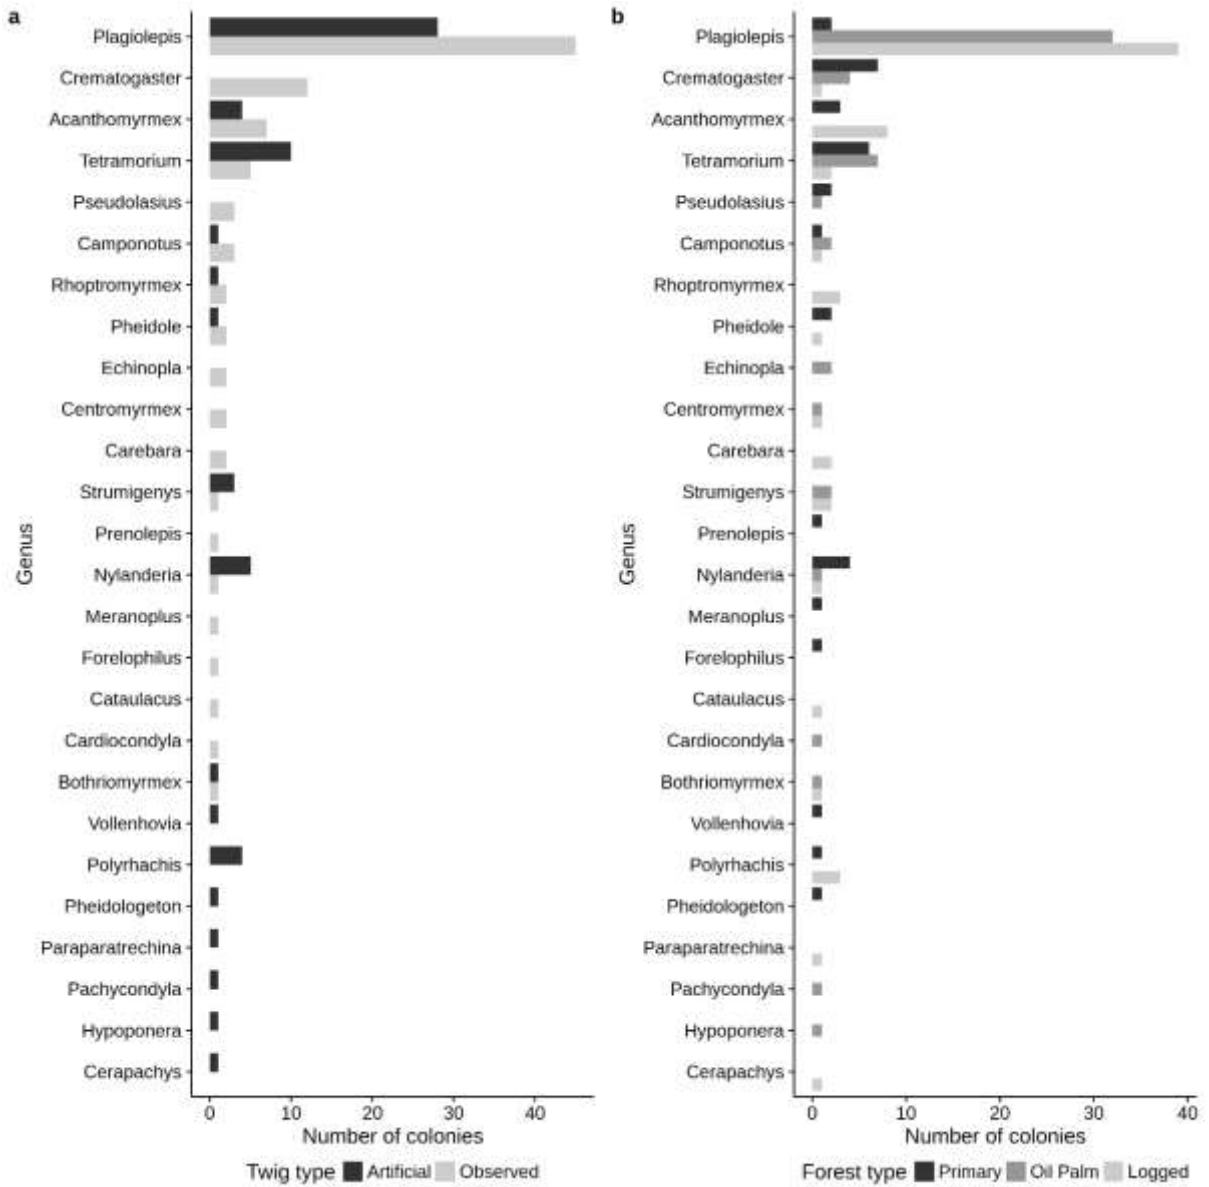 a
Plagiolepis
Crematogaster
Acanthomyrmex
Tetramorium
Pseudolasius
Camponotus
Rhoptromyrmex
Pheidole
Echinopla
Centromyrmex
Carebara
Strumigenys
Prenolepis
Nylanderia
Meranoplus
Forelophilus
Cataulacus
Cardiocondyla
Bothriomyrmex
Vollenhovia
Polyrhachis
Pheidologeton
Paraparatrechina
Pachycondyla
Hypoponera
Cerapachys
Genus
0 10 20 30 40
Number of colonies
Twig type Artificial Observed
b
Plagiolepis
Crematogaster
Acanthomyrmex
Tetramorium
Pseudolasius
Camponotus
Rhoptromyrmex
Pheidole
Echinopla
Centromyrmex
Carebara
Strumigenys
Prenolepis
Nylanderia
Meranoplus
Forelophilus
Cataulacus
Cardiocondyla
Bothriomyrmex
Vollenhovia
Polyrhachis
Pheidologeton
Paraparatrechina
Pachycondyla
Hypoponera
Cerapachys
Genus
0 10 20 30 40
Number of colonies
Forest type Primary Oil Palm Logged